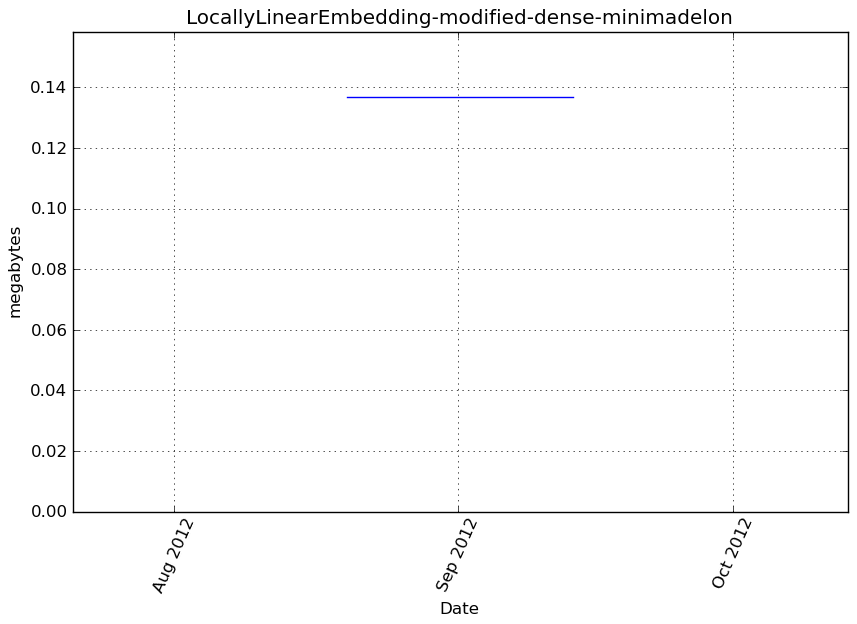 LocallyLinearEmbedding-modified-dense-minimadelon
0.14
0.12
0.10
0.08
0.06
0.04
0.02
0.00
megabytes
Aug 2012
Sep 2012
Oct 2012
Date